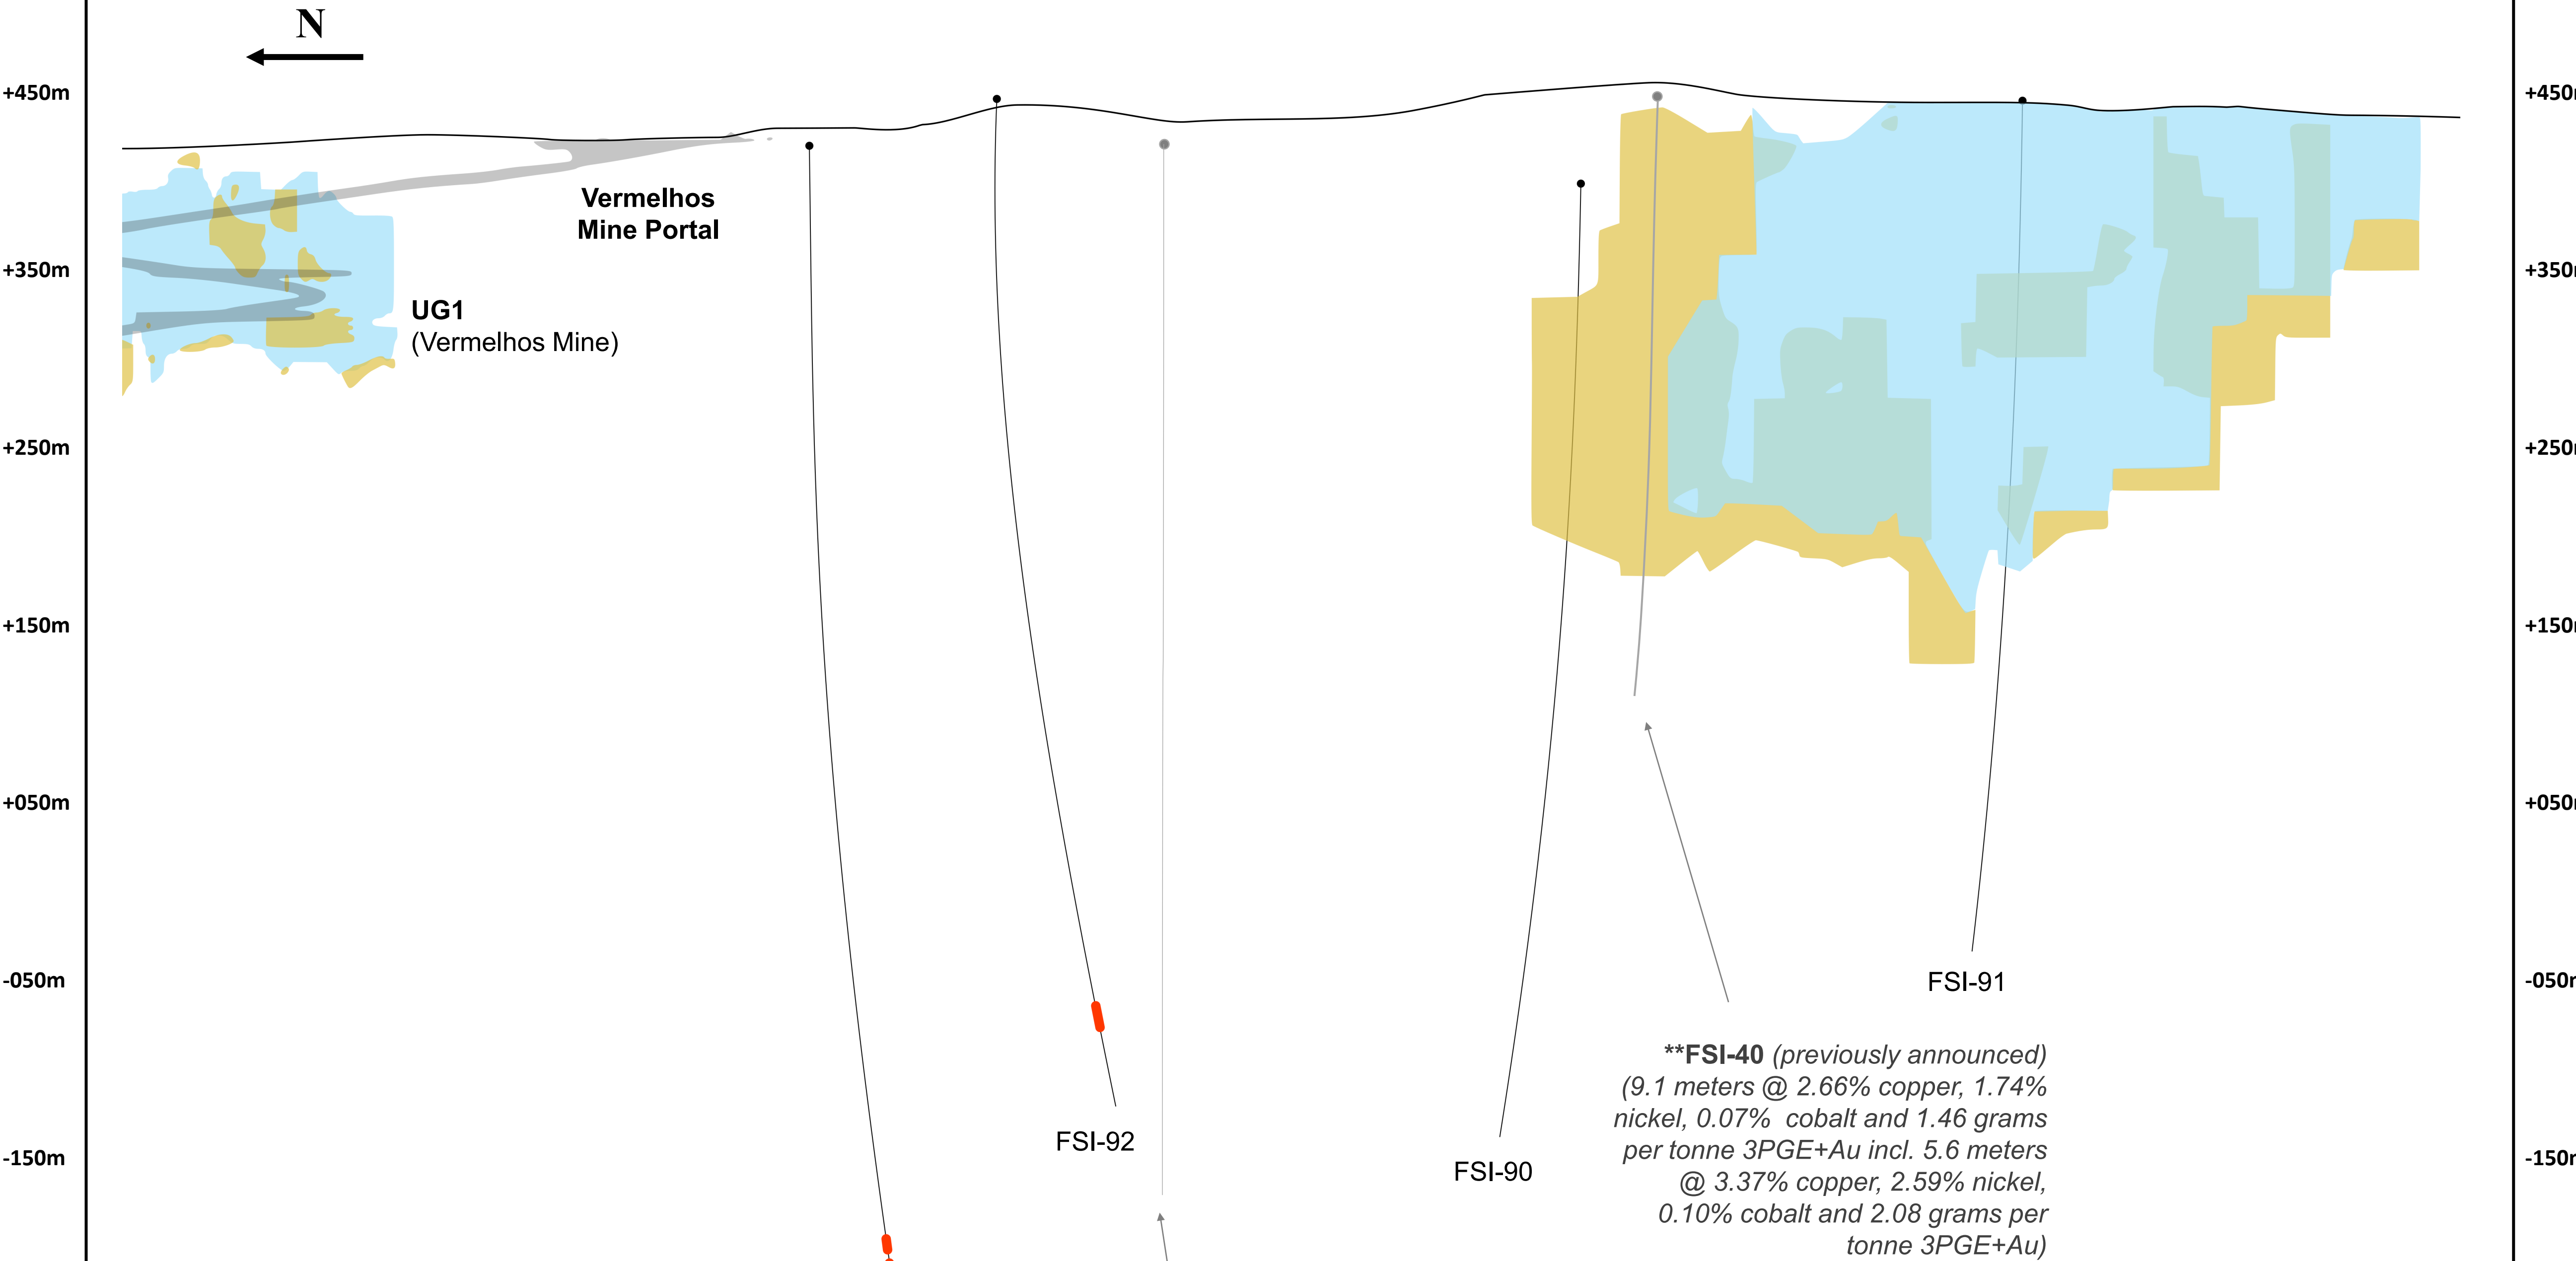 N
+450m
+450m
Vermelhos
Mine Portal
+350m
+350m
UG1
(Vermelhos Mine)
+250m
+250m
+150m
+150m
+050m
+050m
-050m
FSI-91
-050m
**FSI-40 (previously announced)
(9.1 meters @ 2.66% copper, 1.74%
nickel, 0.07%  cobalt and 1.46 grams
per tonne 3PGE+Au incl. 5.6 meters
@ 3.37% copper, 2.59% nickel,
0.10% cobalt and 2.08 grams per
tonne 3PGE+Au)
FSI-92
-150m
FSI-90
-150m